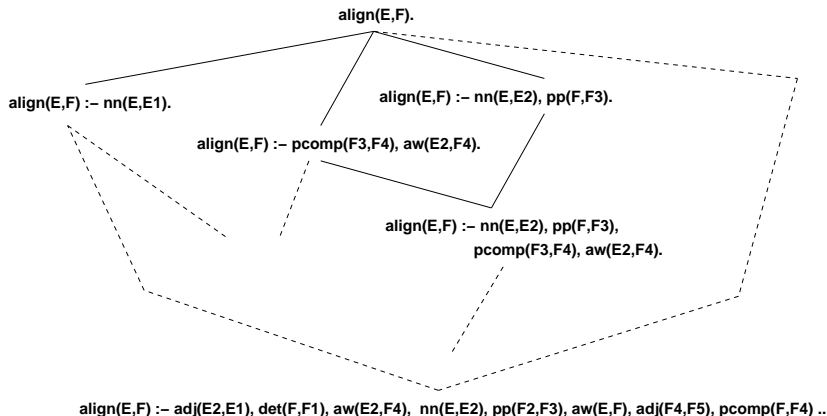 align(E,F).
align(E,F) :− nn(E,E1).
align(E,F) :− nn(E,E2), pp(F,F3).
align(E,F) :− pcomp(F3,F4), aw(E2,F4).
align(E,F) :− nn(E,E2), pp(F,F3),
pcomp(F3,F4), aw(E2,F4).
align(E,F) :− adj(E2,E1), det(F,F1), aw(E2,F4), nn(E,E2), pp(F2,F3), aw(E,F), adj(F4,F5), pcomp(F,F4) ..